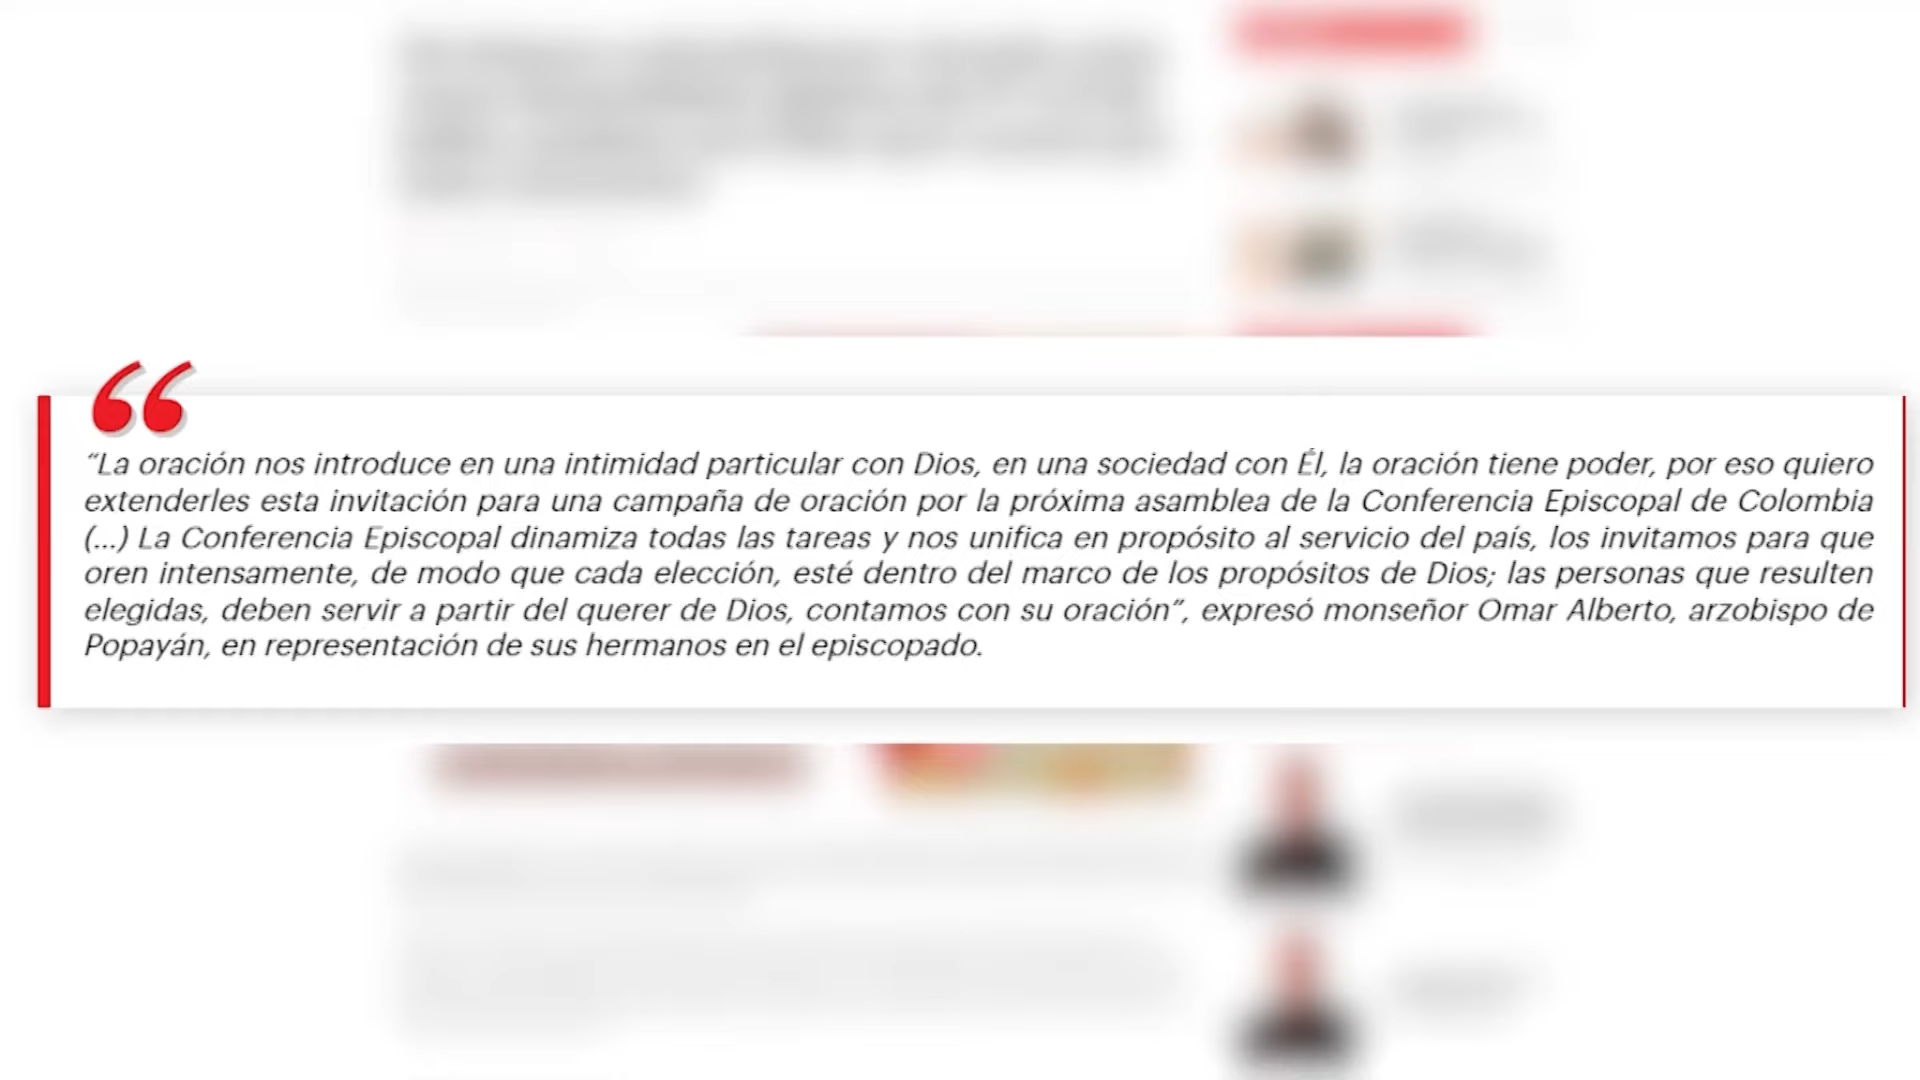 “La oración nos introduce en una intimidad particular con Dios, en una sociedad con Él, la oración tiene poder, por eso quiero
extenderles esta invitación para una campaña de oración por la próxima asamblea de la Conferencia Episcopal de Colombia
(...) La Conferencia Episcopal dinamiza todas las tareas y nos unifica en propósito al servicio del país, los invitamos para que
oren intensamente, de modo que cada elección, esté dentro del marco de los propósitos de Dios; las personas que resulten
elegidas, deben servir a partir del querer de Dios, contamos con su oración”, expresó monseñor Omar Alberto, arzobispo de
Popayán, en representación de sus hermanos en el episcopado.